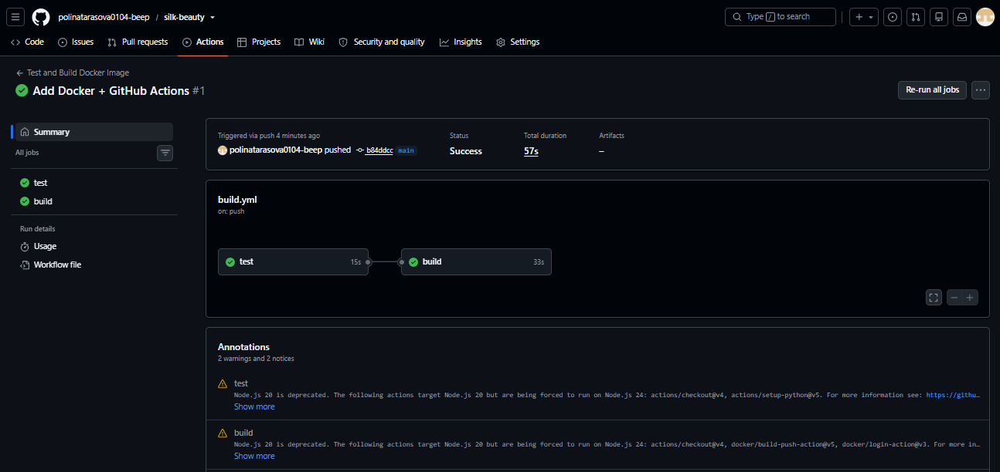 polinatarasova0104-beep / silk-beauty
Type / to search
Code Issues Pull requests Actions Projects Wiki Security and quality Insights Settings
Test and Build Docker Image
Add Docker + GitHub Actions #1
Re-run all jobs
Summary
All jobs
test
build
Run details
Usage
Workflow file
Triggered via push 4 minutes ago
polinatarasova0104-beep pushed b84ddcc main
Status
Success
Total duration
57s
Artifacts
–
build.yml
on: push
test 15s
build 33s
Annotations
2 warnings and 2 notices
test
Node.js 20 is deprecated. The following actions target Node.js 20 but are being forced to run on Node.js 24: actions/checkout@v4, actions/setup-python@v5. For more information see: https://githu…
Show more
build
Node.js 20 is deprecated. The following actions target Node.js 20 but are being forced to run on Node.js 24: actions/checkout@v4, docker/build-push-action@v5, docker/login-action@v3. For more in…
Show more